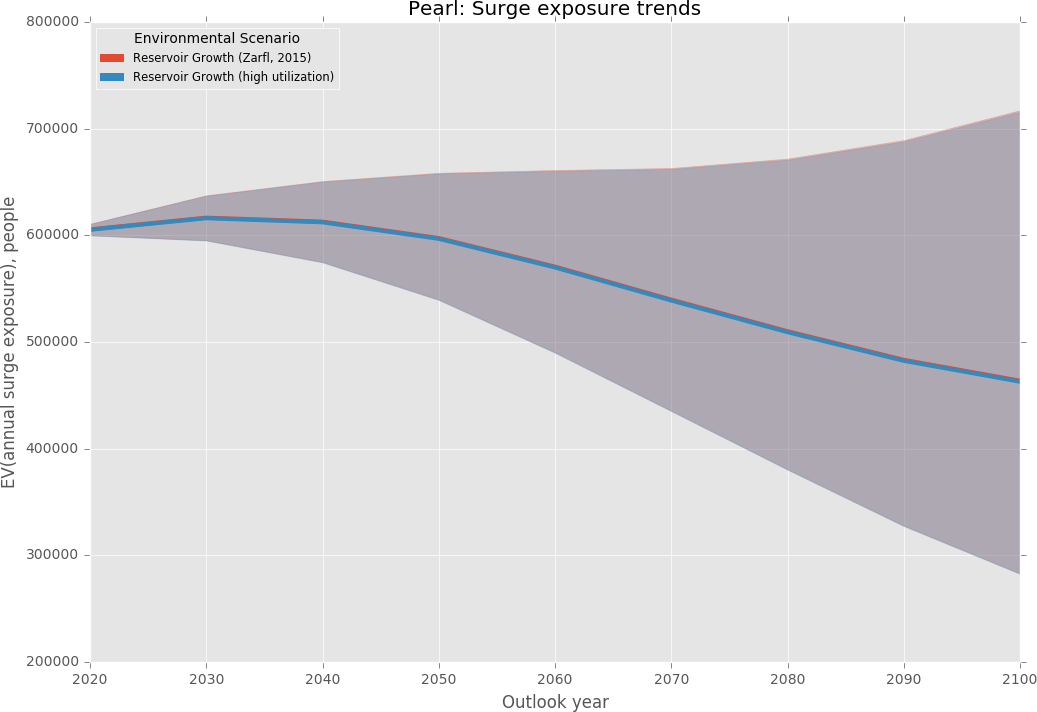 Pearl: Surge exposure trends
800000
700000
600000
500000
400000
300000
200000
EV(annual surge exposure), people
Environmental Scenario
Reservoir Growth (Zarfl, 2015)
Reservoir Growth (high utilization)
2020 2030 2040 2050 2060 2070 2080 2090 2100
Outlook year